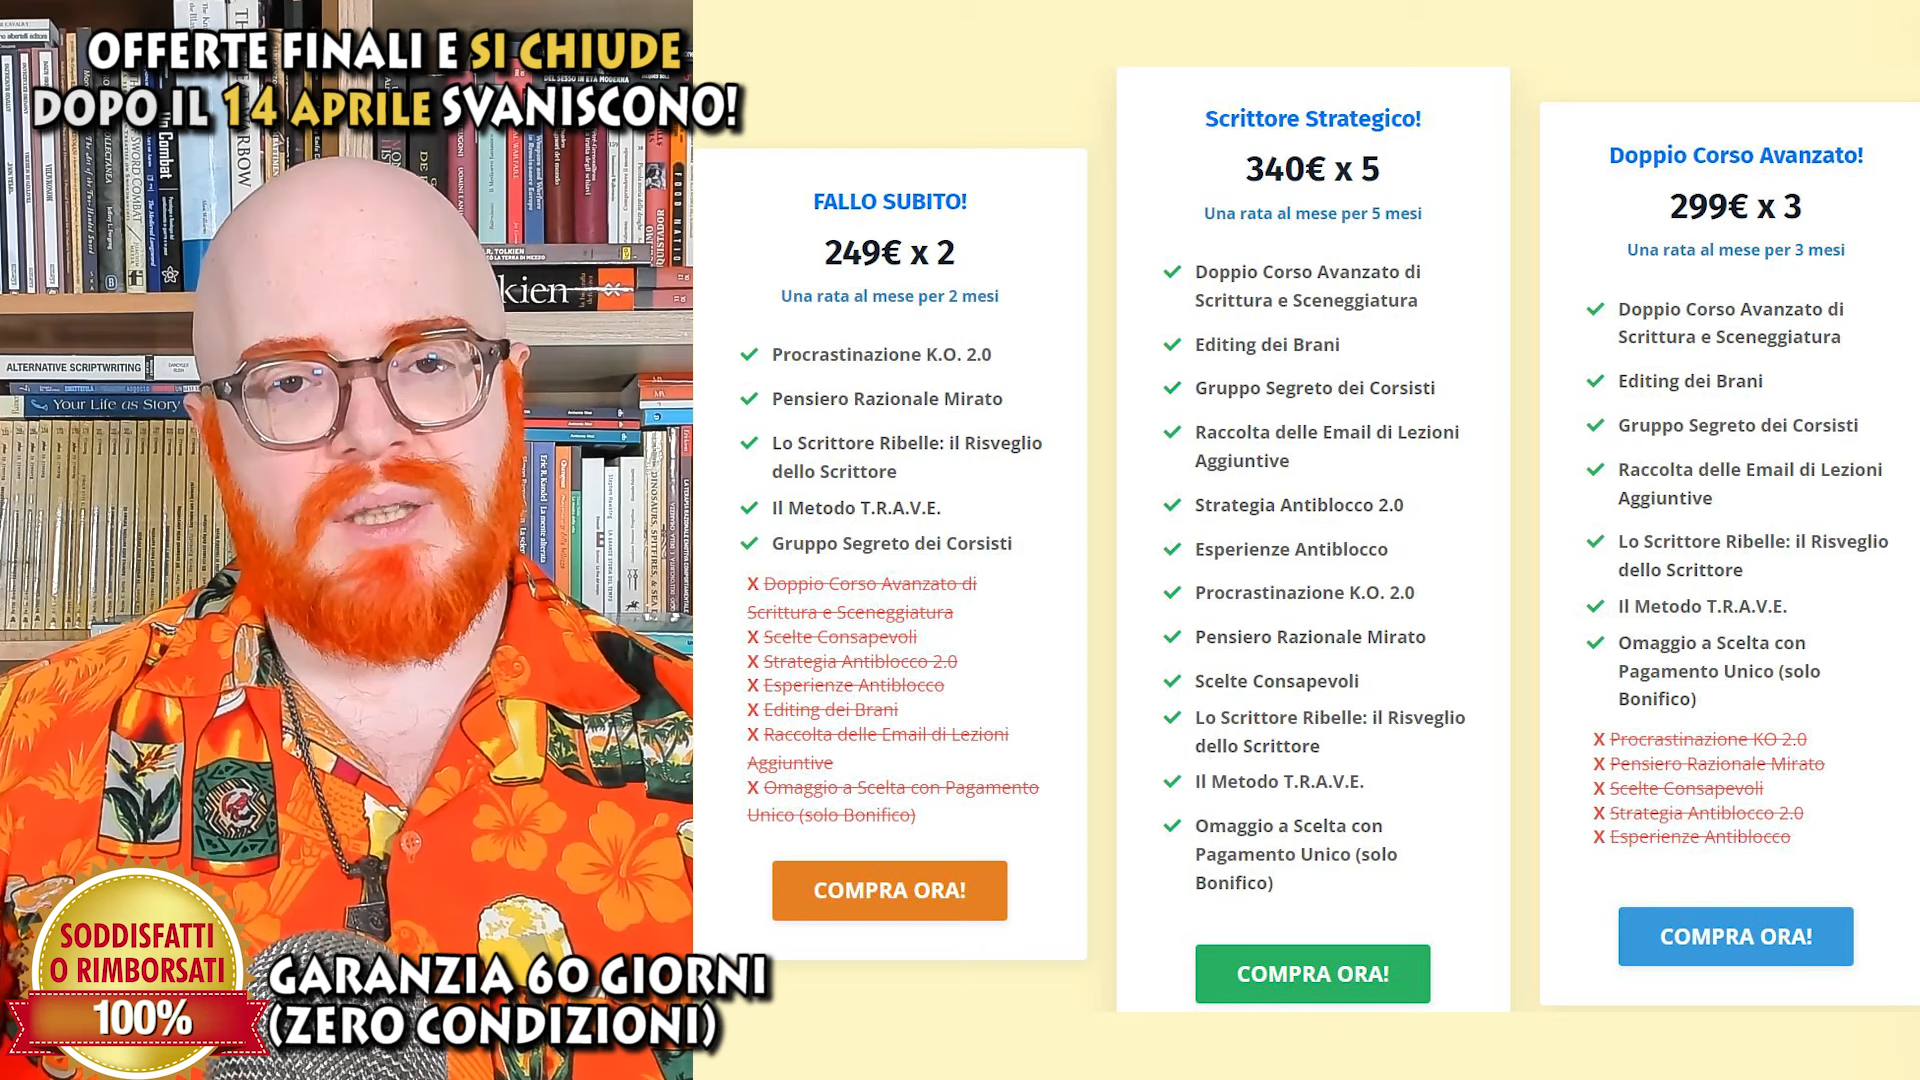 OFFERTE FINALI E SI CHIUDE
DOPO IL 14 APRILE SVANISCONO!
ALTERNATIVE SCRIPTWRITING
Your Life as Story
kien
SODDISFATTI
O RIMBORSATI
100%
GARANZIA 60 GIORNI
(ZERO CONDIZIONI)
FALLO SUBITO!
249€ x 2
Una rata al mese per 2 mesi
Procrastinazione K.O. 2.0
Pensiero Razionale Mirato
Lo Scrittore Ribelle: il Risveglio
dello Scrittore
Il Metodo T.R.A.V.E.
Gruppo Segreto dei Corsisti
X Doppio Corso Avanzato di
Scrittura e Sceneggiatura
X Scelte Consapevoli
X Strategia Antiblocco 2.0
X Esperienze Antiblocco
X Editing dei Brani
X Raccolta delle Email di Lezioni
Aggiuntive
X Omaggio a Scelta con Pagamento
Unico (solo Bonifico)
COMPRA ORA!
Scrittore Strategico!
340€ x 5
Una rata al mese per 5 mesi
Doppio Corso Avanzato di
Scrittura e Sceneggiatura
Editing dei Brani
Gruppo Segreto dei Corsisti
Raccolta delle Email di Lezioni
Aggiuntive
Strategia Antiblocco 2.0
Esperienze Antiblocco
Procrastinazione K.O. 2.0
Pensiero Razionale Mirato
Scelte Consapevoli
Lo Scrittore Ribelle: il Risveglio
dello Scrittore
Il Metodo T.R.A.V.E.
Omaggio a Scelta con
Pagamento Unico (solo
Bonifico)
COMPRA ORA!
Doppio Corso Avanzato!
299€ x 3
Una rata al mese per 3 mesi
Doppio Corso Avanzato di
Scrittura e Sceneggiatura
Editing dei Brani
Gruppo Segreto dei Corsisti
Raccolta delle Email di Lezioni
Aggiuntive
Lo Scrittore Ribelle: il Risveglio
dello Scrittore
Il Metodo T.R.A.V.E.
Omaggio a Scelta con
Pagamento Unico (solo
Bonifico)
X Procrastinazione KO 2.0
X Pensiero Razionale Mirato
X Scelte Consapevoli
X Strategia Antiblocco 2.0
X Esperienze Antiblocco
COMPRA ORA!